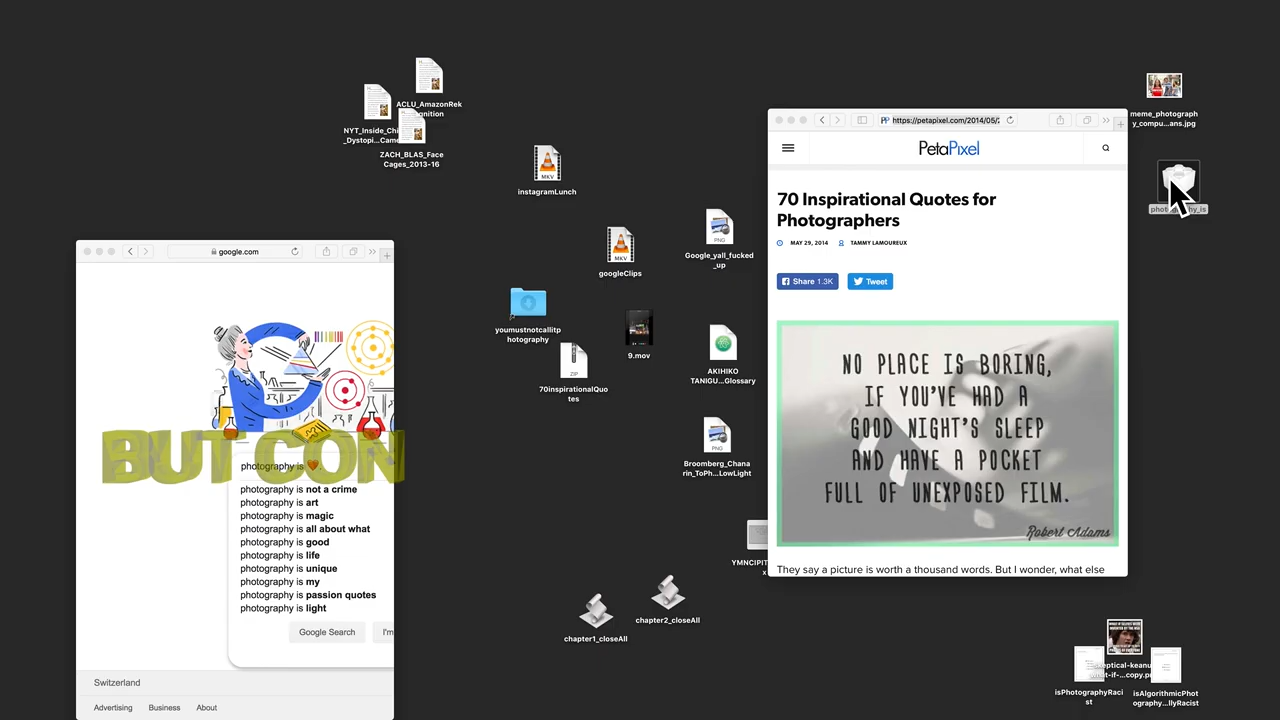 ACLU_AmazonRek
ognition
NYT_Inside_Chi
_Dystopi...Came
ZACH_BLAS_Face
Cages_2013-16
instagramLunch
googleClips
Google_yall_fucked
_up
youmustnotcallitp
hotography
9.mov
70inspirationalQuo
tes
AKIHIKO
TANIGU...Glossary
Broomberg_Chana
rin_ToPh...LowLight
YMNCIPIT
x
chapter1_closeAll
chapter2_closeAll
google.com
BUT CON
photography is 🧡.
photography is not a crime
photography is art
photography is magic
photography is all about what
photography is good
photography is life
photography is unique
photography is my
photography is passion quotes
photography is light
Google Search
I'm
Switzerland
Advertising Business About
https://petapixel.com/2014/05/2
PetaPixel
70 Inspirational Quotes for
Photographers
MAY 29, 2014 TAMMY LAMOUREUX
Share 1.3K
Tweet
NO PLACE IS BORING,
IF YOU'VE HAD A
GOOD NIGHT'S SLEEP
AND HAVE A POCKET
FULL OF UNEXPOSED FILM.
Robert Adams
They say a picture is worth a thousand words. But I wonder, what else
meme_photograph
y_compu...ans.jpg
photography_is
isPhotographyRaci
st
isAlgorithmicPhot
ography...llyRacist